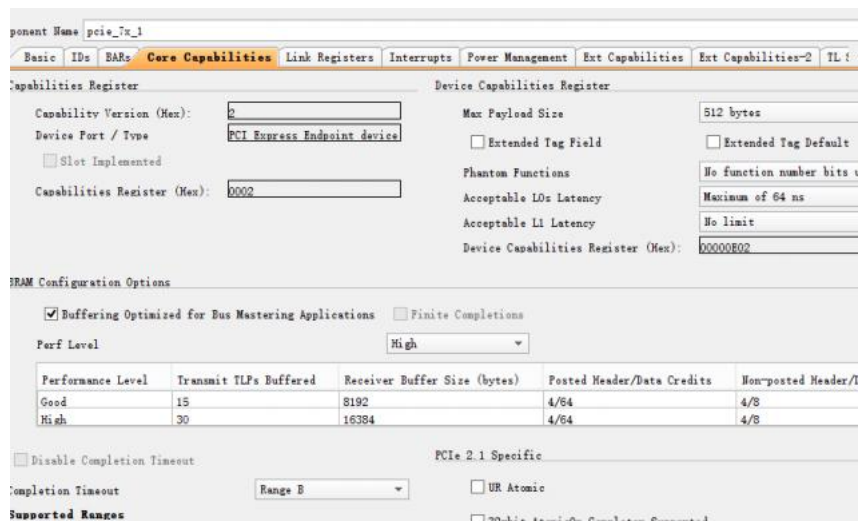 ponent Name pcie_7x_1
Basic IDs BARs Core Capabilities Link Registers Interrupts Power Management Ext Capabilities Ext Capabilities-2 TL S
Capabilities Register
Capability Version (Hex): 2
Device Port / Type PCI Express Endpoint device
Slot Implemented
Capabilities Register (Hex): 0002
Device Capabilities Register
Max Payload Size 512 bytes
Extended Tag Field Extended Tag Default
Phantom Functions No function number bits u
Acceptable L0s Latency Maximum of 64 ns
Acceptable L1 Latency No limit
Device Capabilities Register (Hex): 00000E02
BRAM Configuration Options
Buffering Optimized for Bus Mastering Applications Finite Completions
Perf Level High
Performance Level Transmit TLPs Buffered Receiver Buffer Size (bytes) Posted Header/Data Credits Non-posted Header/D
Good 15 8192 4/64 4/8
High 30 16384 4/64 4/8
Disable Completion Timeout
Completion Timeout Range B
Supported Ranges
PCIe 2.1 Specific
UR Atomic